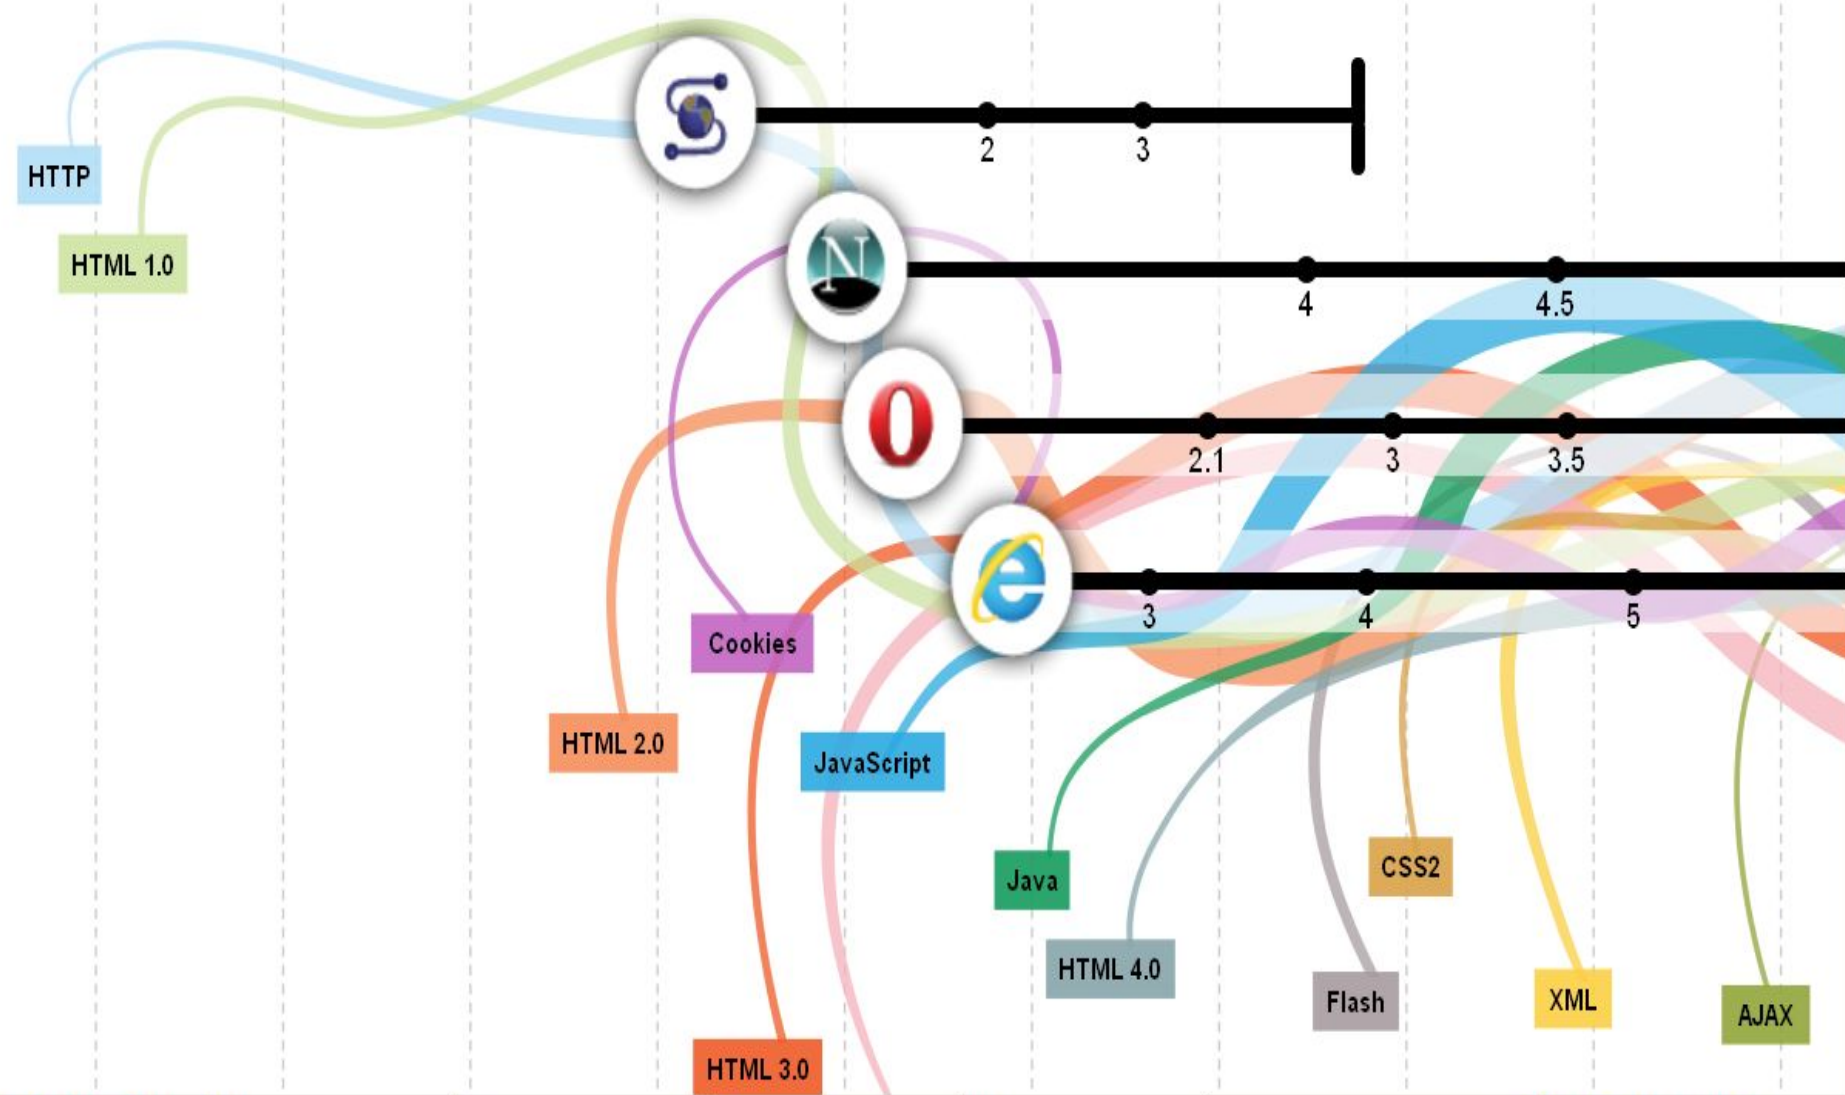 2
3
HTTP
HTML 1.0
N
4
4.5
2.1
3
3.5
3
4
5
Cookies
HTML 2.0
JavaScript
Java
CSS2
HTML 4.0
Flash
XML
AJAX
HTML 3.0